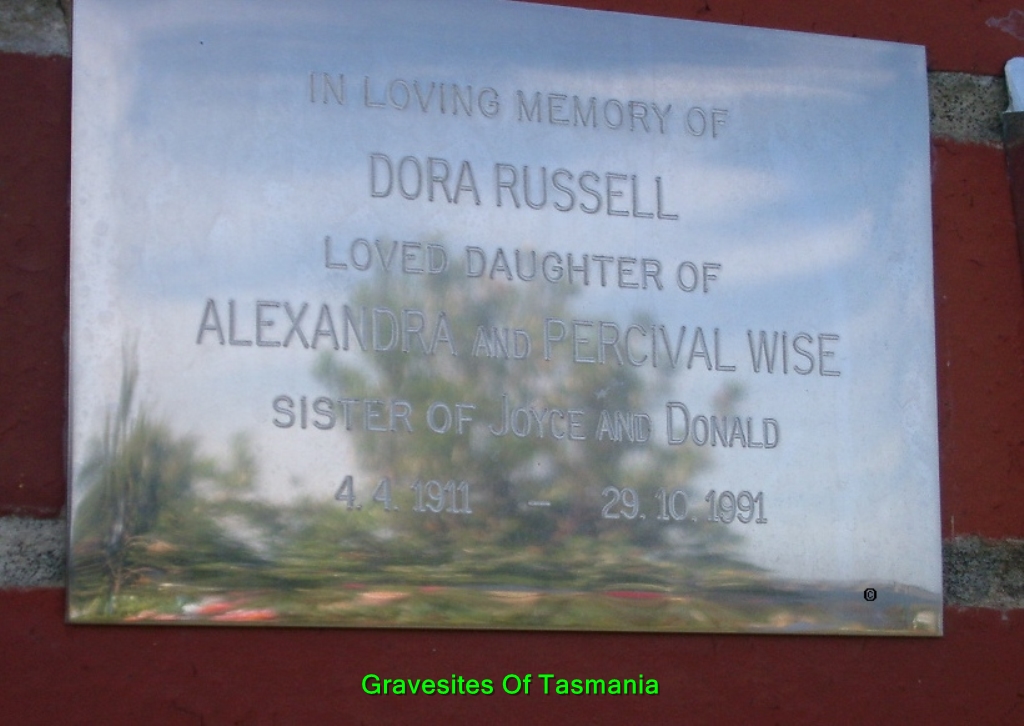 IN LOVING MEMORY OF
DORA RUSSELL
LOVED DAUGHTER OF
ALEXANDRA AND PERCIVAL WISE
SISTER OF JOYCE AND DONALD
4. 4. 1911 – 29. 10. 1991
©
Gravesites Of Tasmania